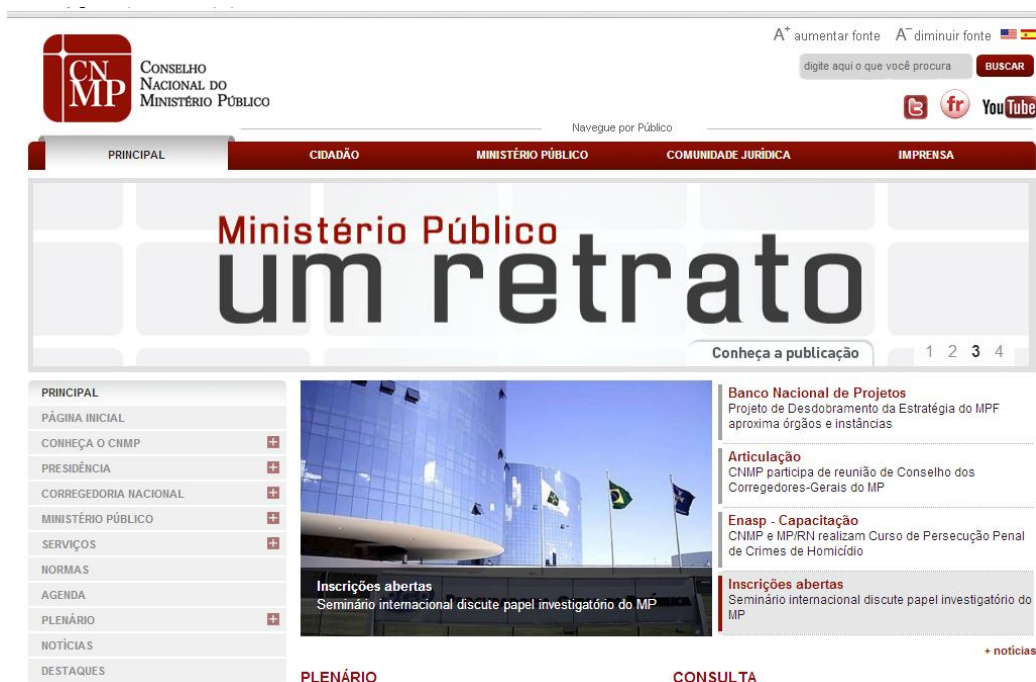 A+ aumentar fonte A- diminuir fonte
CN
MP
CONSELHO
NACIONAL DO
MINISTÉRIO PÚBLICO
digite aqui o que você procura BUSCAR
fr YouTube
Navegue por Público
PRINCIPAL CIDADÃO MINISTÉRIO PÚBLICO COMUNIDADE JURÍDICA IMPRENSA
Ministério Público
um retrato
Conheça a publicação 1 2 3 4
PRINCIPAL
PÁGINA INICIAL
CONHEÇA O CNMP
PRESIDÊNCIA
CORREGEDORIA NACIONAL
MINISTÉRIO PÚBLICO
SERVIÇOS
NORMAS
AGENDA
PLENÁRIO
NOTÍCIAS
DESTAQUES
Inscrições abertas
Seminário internacional discute papel investigatório do MP
Banco Nacional de Projetos
Projeto de Desdobramento da Estratégia do MPF
aproxima órgãos e instâncias
Articulação
CNMP participa de reunião de Conselho dos
Corregedores-Gerais do MP
Enasp - Capacitação
CNMP e MP/RN realizam Curso de Persecução Penal
de Crimes de Homicídio
Inscrições abertas
Seminário internacional discute papel investigatório do
MP
+ notícias
PLENÁRIO CONSULTA